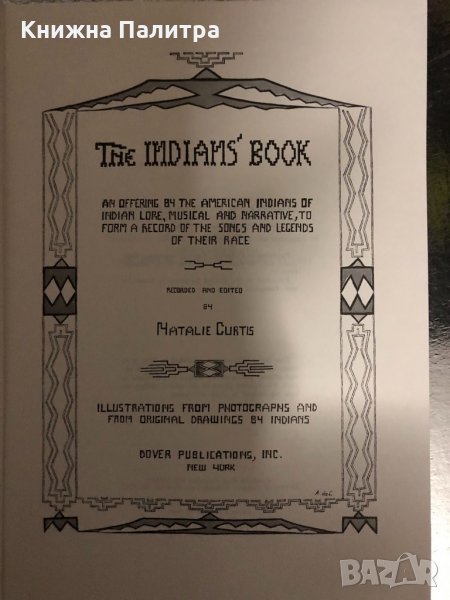 Книжна Палитра
THE INDIANS' BOOK
AN OFFERING BY THE AMERICAN INDIANS OF
INDIAN LORE, MUSICAL AND NARRATIVE, TO
FORM A RECORD OF THE SONGS AND LEGENDS
OF THEIR RACE
RECORDED AND EDITED
BY
NATALIE CURTIS
ILLUSTRATIONS FROM PHOTOGRAPHS AND
FROM ORIGINAL DRAWINGS BY INDIANS
DOVER PUBLICATIONS, INC.
NEW YORK
BAZAR